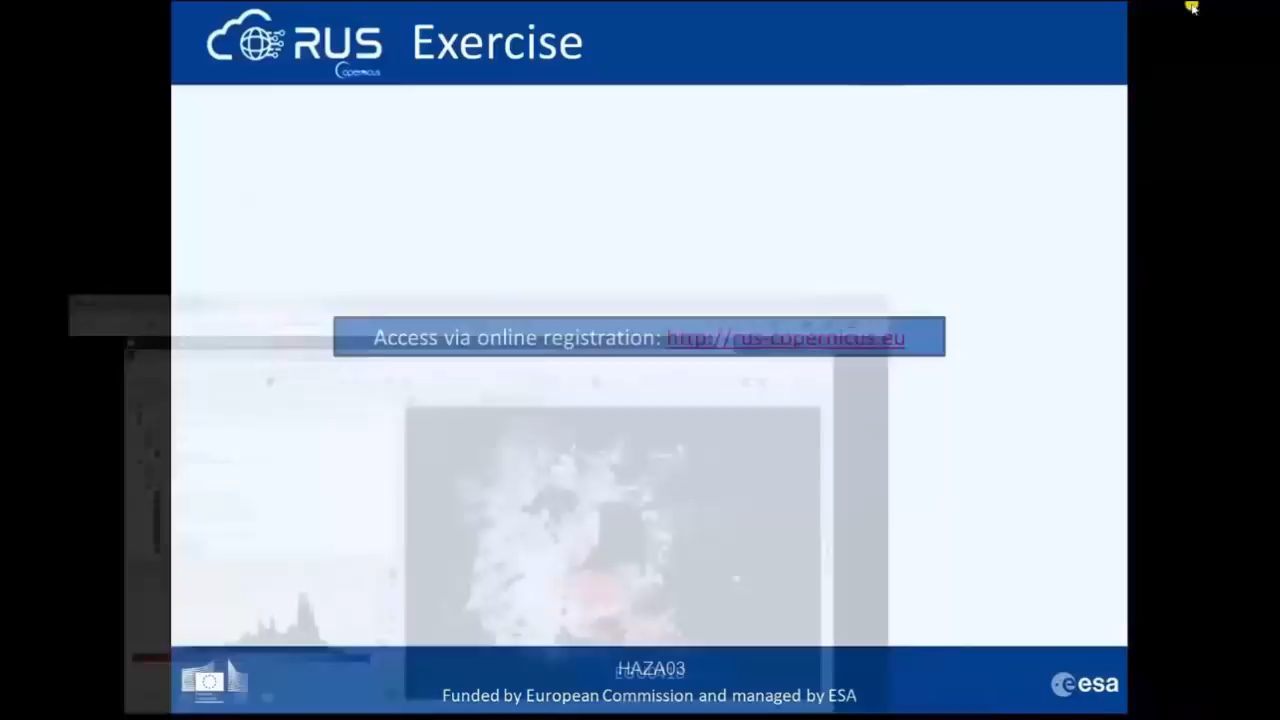 RUS Exercise
Copernicus
Access via online registration: http://rus-copernicus.eu
HAZA03
Funded by European Commission and managed by ESA
esa